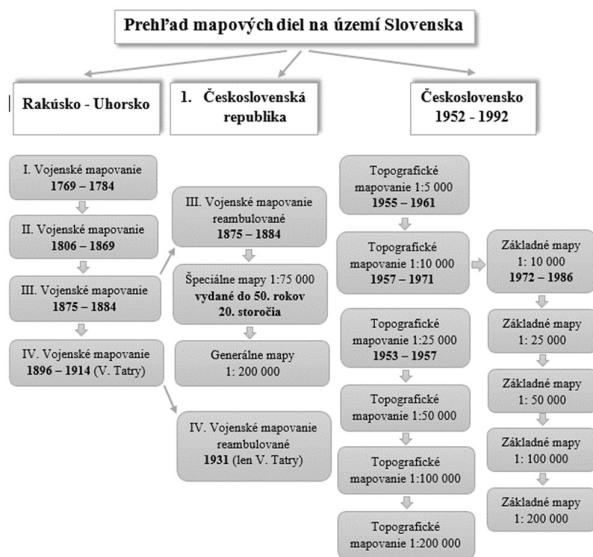 Prehľad mapových diel na území Slovenska
Rakúsko - Uhorsko
I. Vojenské mapovanie
1769 – 1784
II. Vojenské mapovanie
1806 – 1869
III. Vojenské mapovanie
1875 – 1884
IV. Vojenské mapovanie
1896 – 1914 (V. Tatry)
1. Československá
republika
III. Vojenské mapovanie
reambulované
1875 – 1884
Špeciálne mapy 1:75 000
vydané do 50. rokov
20. storočia
Generálne mapy
1: 200 000
IV. Vojenské mapovanie
reambulované
1931 (len V. Tatry)
Československo
1952 - 1992
Topografické
mapovanie 1:5 000
1955 – 1961
Topografické
mapovanie 1:10 000
1957 – 1971
Topografické
mapovanie 1:25 000
1953 – 1957
Topografické
mapovanie 1:50 000
Topografické
mapovanie 1:100 000
Topografické
mapovanie 1:200 000
Základné mapy
1: 10 000
1972 – 1986
Základné mapy
1: 25 000
Základné mapy
1: 50 000
Základné mapy
1: 100 000
Základné mapy
1: 200 000